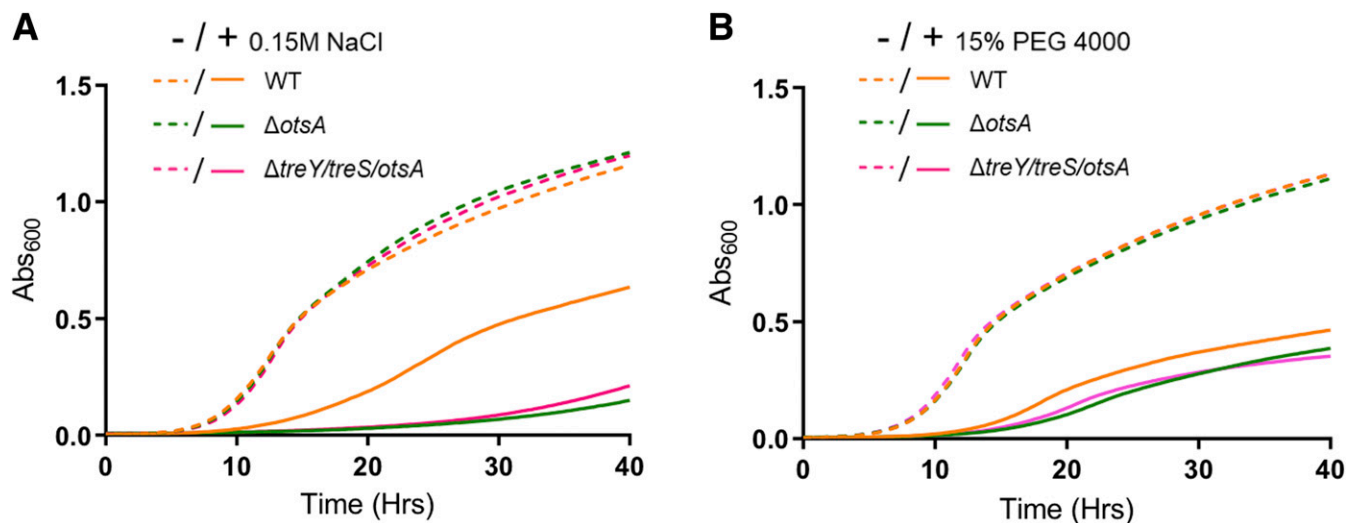 A
- / + 0.15M NaCl
/ WT
/ ΔotsA
/ ΔtreY/treS/otsA
1.5
1.0
0.5
0.0
Abs600
0 10 20 30 40
Time (Hrs)
B
- / + 15% PEG 4000
/ WT
/ ΔotsA
/ ΔtreY/treS/otsA
1.5
1.0
0.5
0.0
Abs600
0 10 20 30 40
Time (Hrs)